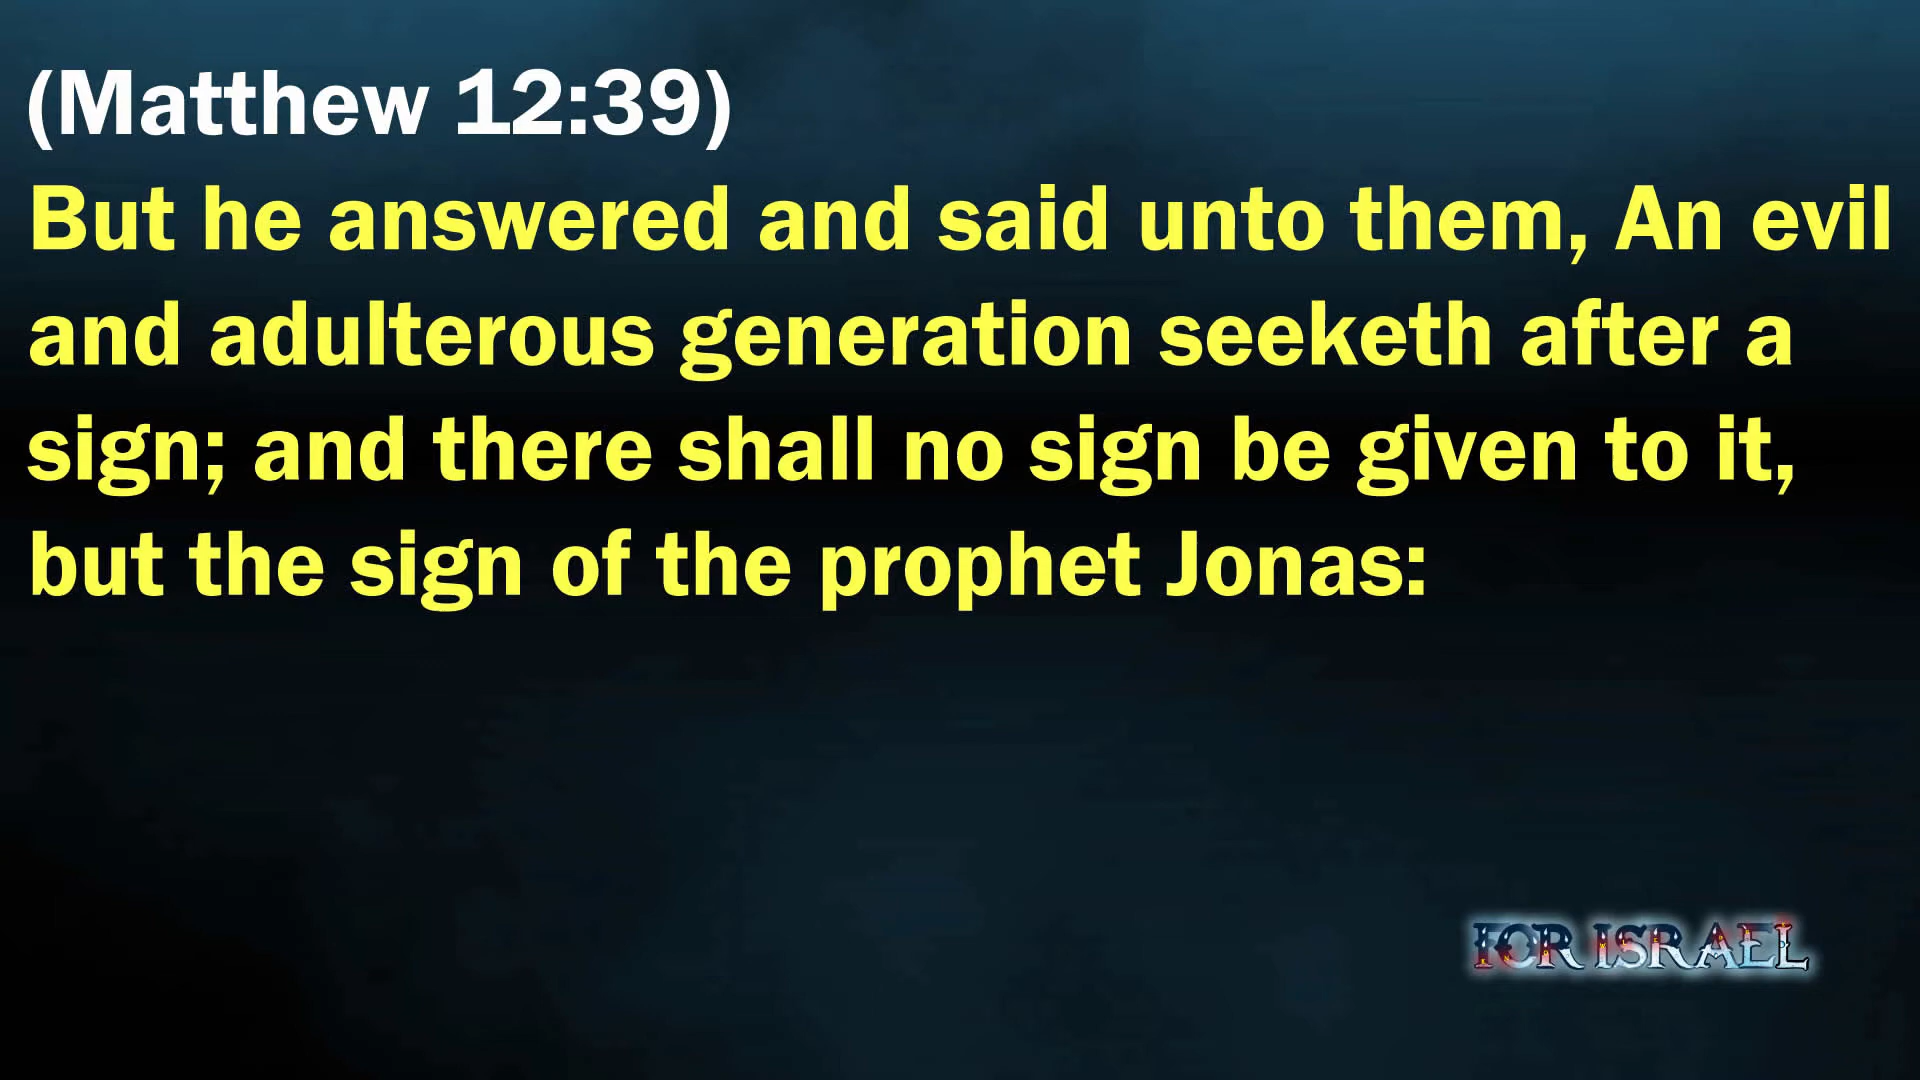 (Matthew 12:39)
But he answered and said unto them, An evil
and adulterous generation seeketh after a
sign; and there shall no sign be given to it,
but the sign of the prophet Jonas:
FOR ISRAEL